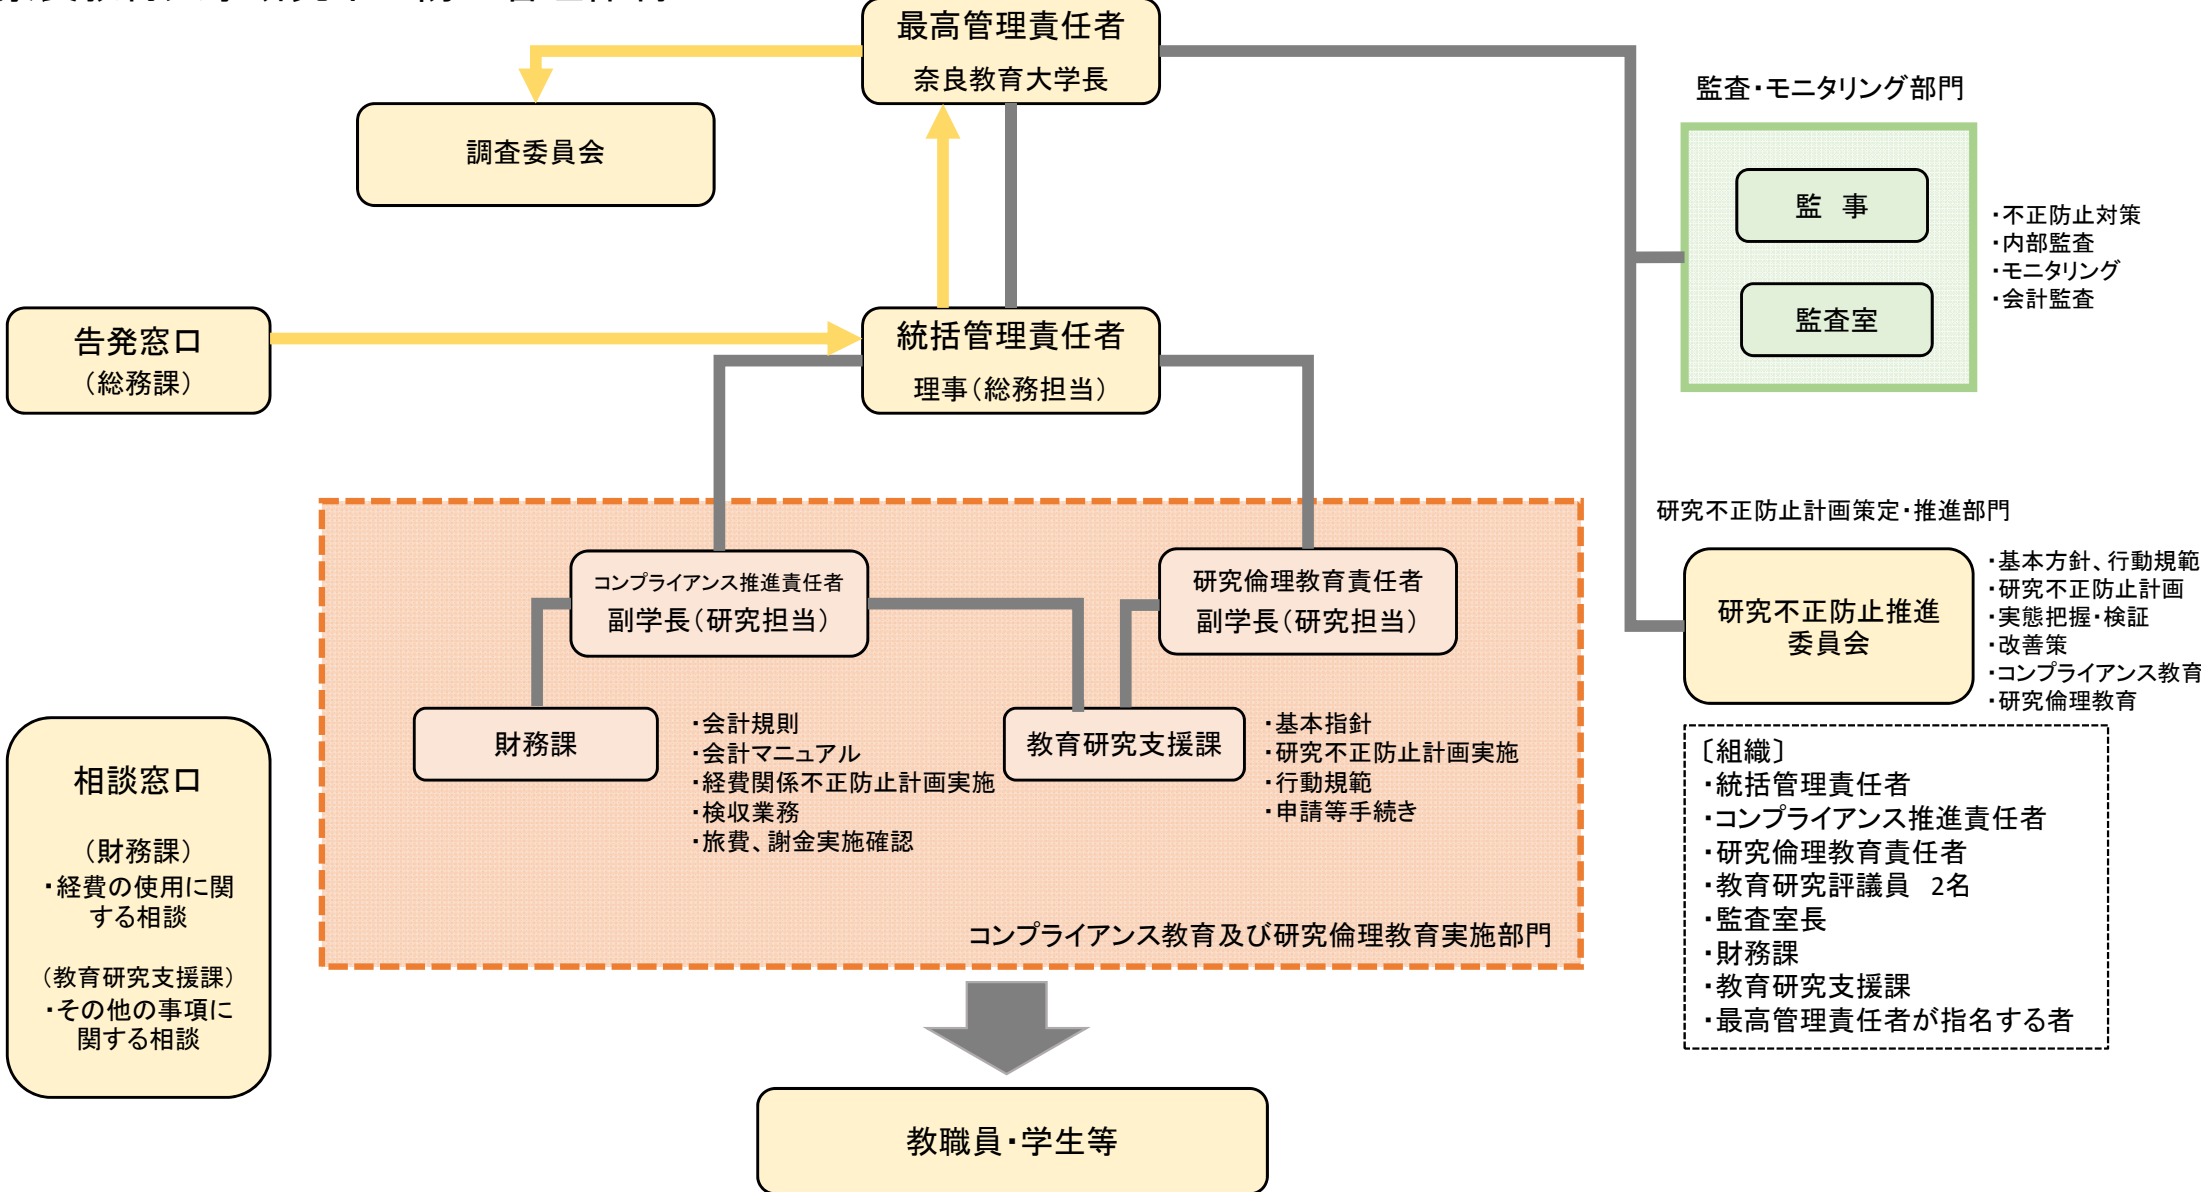 最高管理責任者
奈良教育大学長
調査委員会
監査・モニタリング部門
監　事
監査室
・不正防止対策
・内部監査
・モニタリング
・会計監査
告発窓口
（総務課）
統括管理責任者
理事（総務担当）
コンプライアンス推進責任者
副学長（研究担当）
研究倫理教育責任者
副学長（研究担当）
財務課
・会計規則
・会計マニュアル
・経費関係不正防止計画実施
・検収業務
・旅費、謝金実施確認
教育研究支援課
・基本指針
・研究不正防止計画実施
・行動規範
・申請等手続き
コンプライアンス教育及び研究倫理教育実施部門
研究不正防止計画策定・推進部門
研究不正防止推進
委員会
・基本方針、行動規範
・研究不正防止計画
・実態把握・検証
・改善策
・コンプライアンス教育
・研究倫理教育
〔組織〕
・統括管理責任者
・コンプライアンス推進責任者
・研究倫理教育責任者
・教育研究評議員　2名
・監査室長
・財務課
・教育研究支援課
・最高管理責任者が指名する者
相談窓口
（財務課）
・経費の使用に関
する相談
（教育研究支援課）
・その他の事項に
関する相談
教職員・学生等